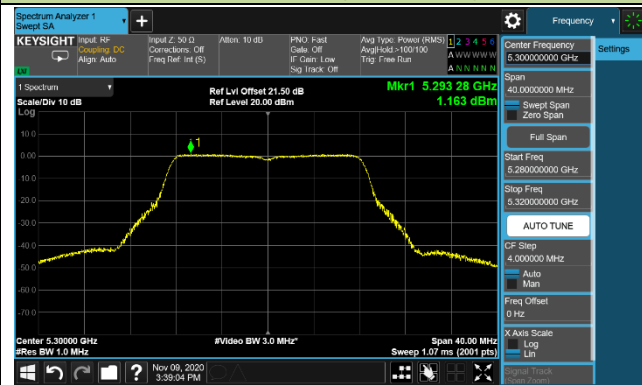 Spectrum Analyzer 1
Swept SA
+
Frequency
KEYSIGHT
Input: RF
Coupling: DC
Align: Auto
Input Z: 50 Ω
Corrections: Off
Freq Ref: Int (S)
Atten: 10 dB
PNO: Fast
Gate: Off
IF Gain: Low
Sig Track: Off
Avg Type: Power (RMS)
Avg|Hold:>100/100
Trig: Free Run
1 2 3 4 5 6
A W W W W W
A N N N N N
LXI
1 Spectrum
Scale/Div 10 dB
Log
Ref Lvl Offset 21.50 dB
Ref Level 20.00 dBm
Mkr1 5.293 28 GHz
1.163 dBm
1
10.0
0.00
-10.0
-20.0
-30.0
-40.0
-50.0
-60.0
-70.0
Center 5.30000 GHz
#Res BW 1.0 MHz
#Video BW 3.0 MHz*
Span 40.00 MHz
Sweep 1.07 ms (2001 pts)
Nov 09, 2020
3:39:04 PM
?
Center Frequency
5.300000000 GHz
Settings
Span
40.0000000 MHz
Swept Span
Zero Span
Full Span
Start Freq
5.280000000 GHz
Stop Freq
5.320000000 GHz
AUTO TUNE
CF Step
4.000000 MHz
Auto
Man
Freq Offset
0 Hz
X Axis Scale
Log
Lin
Signal Track
(Span Zoom)